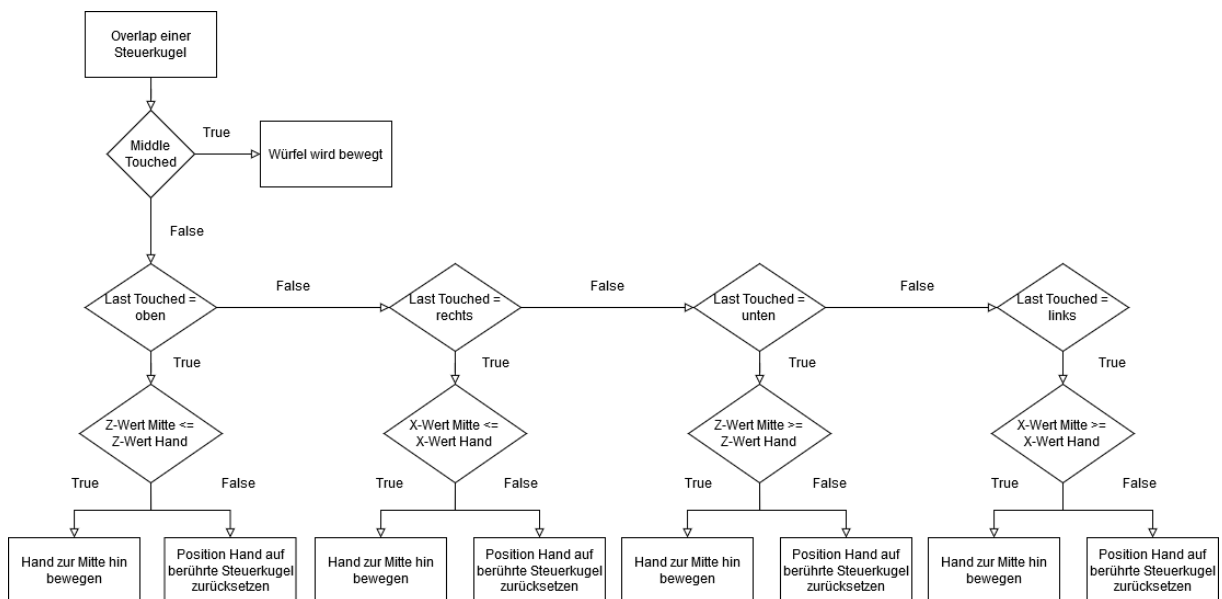 Overlap einer
Steuerkugel
True
Middle
Touched
Würfel wird bewegt
False
False
False
False
Last Touched =
oben
Last Touched =
rechts
Last Touched =
unten
Last Touched =
links
True
True
True
True
Z-Wert Mitte <=
Z-Wert Hand
X-Wert Mitte <=
X-Wert Hand
Z-Wert Mitte >=
Z-Wert Hand
X-Wert Mitte >=
X-Wert Hand
True
False
True
False
True
False
True
False
Hand zur Mitte hin
bewegen
Position Hand auf
berührte Steuerkugel
zurücksetzen
Hand zur Mitte hin
bewegen
Position Hand auf
berührte Steuerkugel
zurücksetzen
Hand zur Mitte hin
bewegen
Position Hand auf
berührte Steuerkugel
zurücksetzen
Hand zur Mitte hin
bewegen
Position Hand auf
berührte Steuerkugel
zurücksetzen